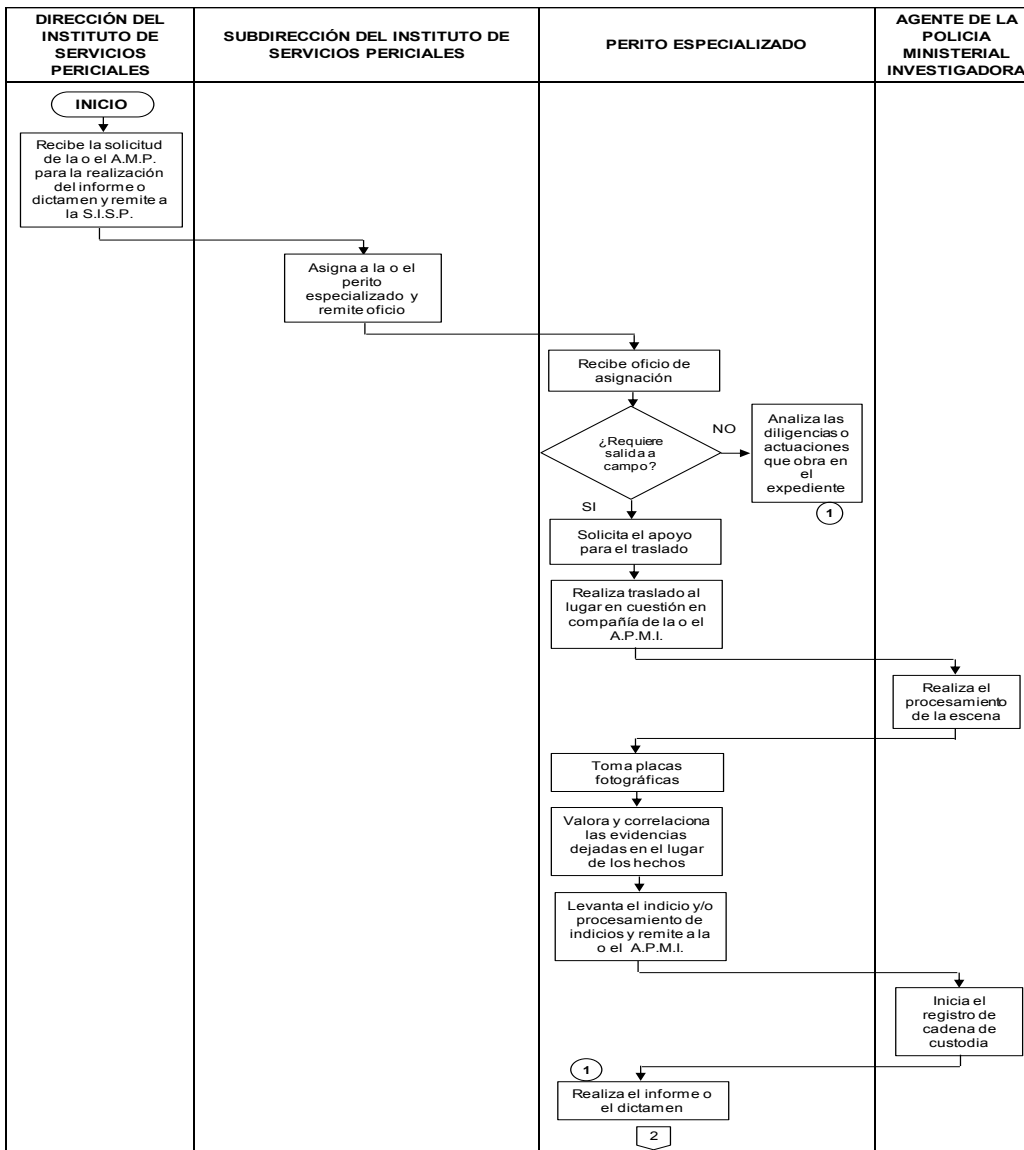 DIRECCIÓN DEL
INSTITUTO DE
SERVICIOS
PERICIALES
SUBDIRECCIÓN DEL INSTITUTO DE
SERVICIOS PERICIALES
PERITO ESPECIALIZADO
AGENTE DE LA
POLICIA
MINISTERIAL
INVESTIGADORA
INICIO
Recibe la solicitud
de la o el A.M.P.
para la realización
del informe o
dictamen y remite a
la S.I.S.P.
Asigna a la o el
perito
especializado y
remite oficio
Recibe oficio de
asignación
¿Requiere
salida a
campo?
NO
Analiza las
diligencias o
actuaciones
que obra en
el
expediente
1
SI
Solicita el apoyo
para el traslado
Realiza traslado al
lugar en cuestión en
compañía de la o el
A.P.M.I.
Realiza el
procesamiento
de la escena
Toma placas
fotográficas
Valora y correlaciona
las evidencias
dejadas en el lugar
de los hechos
Levanta el indicio y/o
procesamiento de
indicios y remite a la
o el A.P.M.I.
Inicia el
registro de
cadena de
custodia
1
Realiza el informe o
el dictamen
2